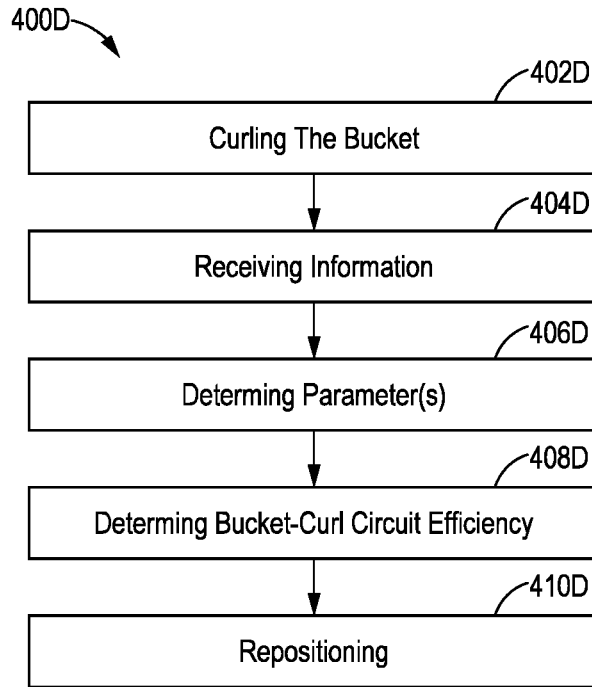 400D
402D
Curling The Bucket
404D
Receiving Information
406D
Determing Parameter(s)
408D
Determing Bucket-Curl Circuit Efficiency
410D
Repositioning